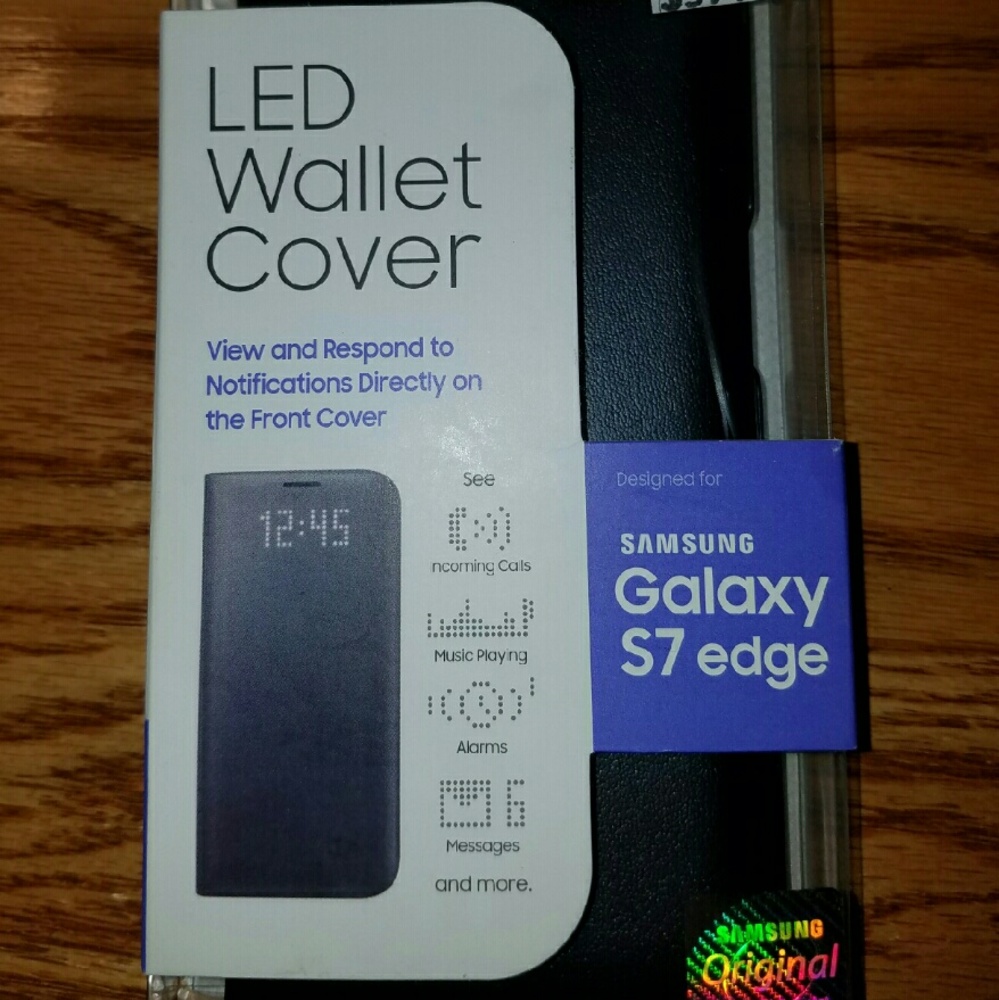 LED
Wallet
Cover
View and Respond to
Notifications Directly on
the Front Cover
12:45
See
ncoming Calls
Music Playing
Alarms
6
Messages
and more.
Designed for
SAMSUNG
Galaxy
S7 edge
SAMSUNG
Original